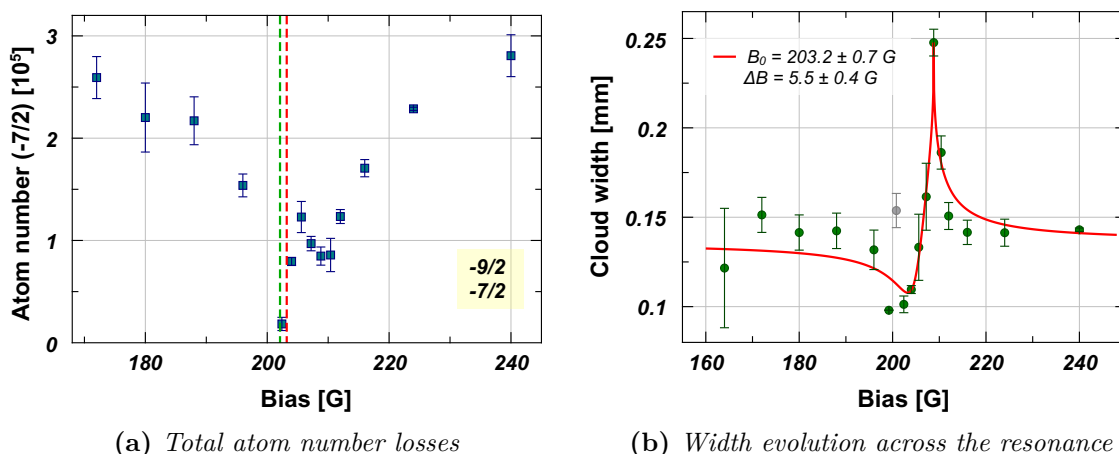 Atom number (-7/2) [10⁵]
3
2
1
0
-9/2
-7/2
180 200 220 240
Bias [G]
(a) Total atom number losses
Cloud width [mm]
0.25
0.2
0.15
0.1
B₀ = 203.2 ± 0.7 G
ΔB = 5.5 ± 0.4 G
160 180 200 220 240
Bias [G]
(b) Width evolution across the resonance